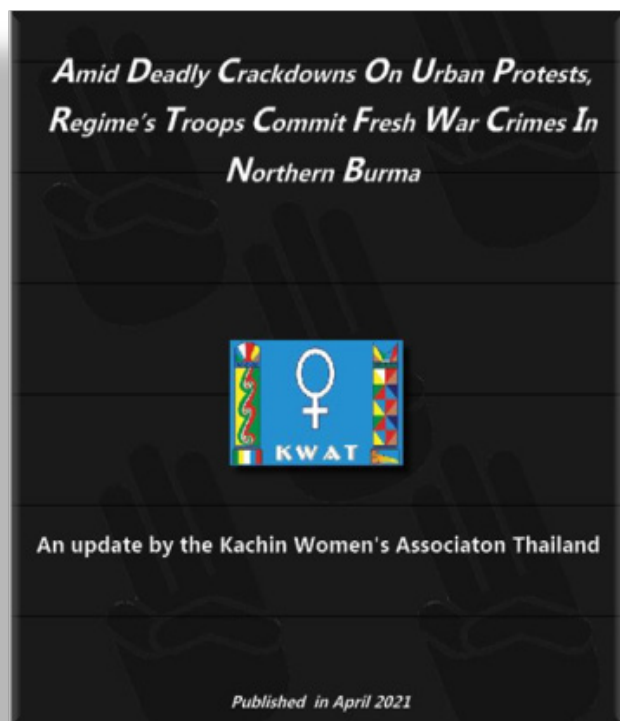 Amid Deadly Crackdowns On Urban Protests,
Regime's Troops Commit Fresh War Crimes In
Northern Burma
KWAT
An update by the Kachin Women's Associaton Thailand
Published in April 2021